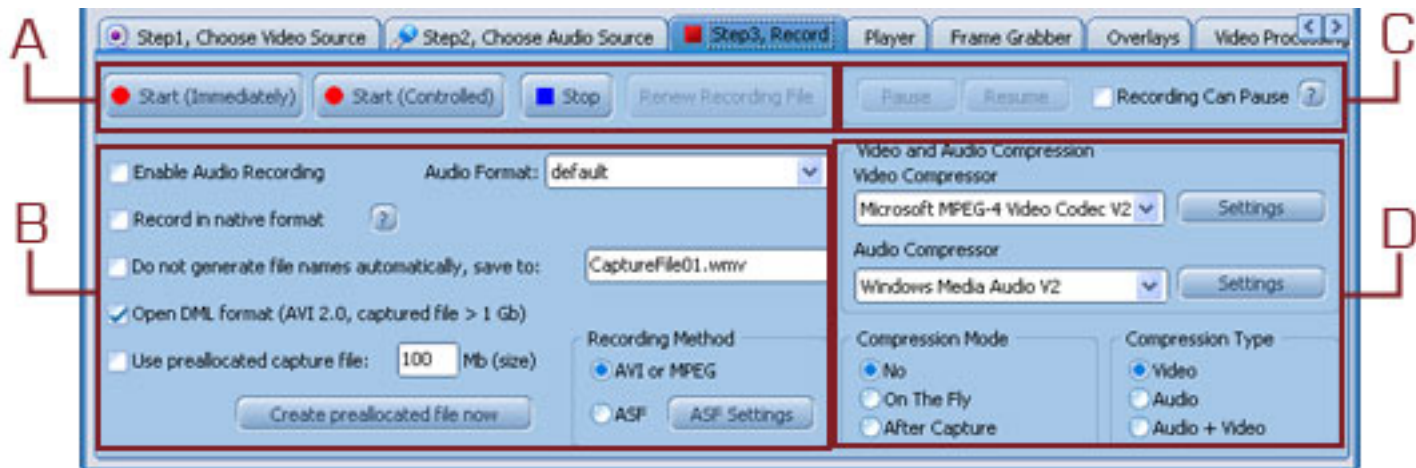 A
C
Step1, Choose Video Source
Step2, Choose Audio Source
Step3, Record
Player
Frame Grabber
Overlays
Video Processing
Start (Immediately)
Start (Controlled)
Stop
Renew Recording File
Pause
Resume
Recording Can Pause
?
B
Enable Audio Recording
Audio Format: default
Record in native format
?
Do not generate file names automatically, save to: CaptureFile01.wmv
Open DML format (AVI 2.0, captured file > 1 Gb)
Use preallocated capture file: 100 Mb (size)
Create preallocated file now
Recording Method
AVI or MPEG
ASF
ASF Settings
D
Video and Audio Compression
Video Compressor
Microsoft MPEG-4 Video Codec V2
Settings
Audio Compressor
Windows Media Audio V2
Settings
Compression Mode
No
On The Fly
After Capture
Compression Type
Video
Audio
Audio + Video